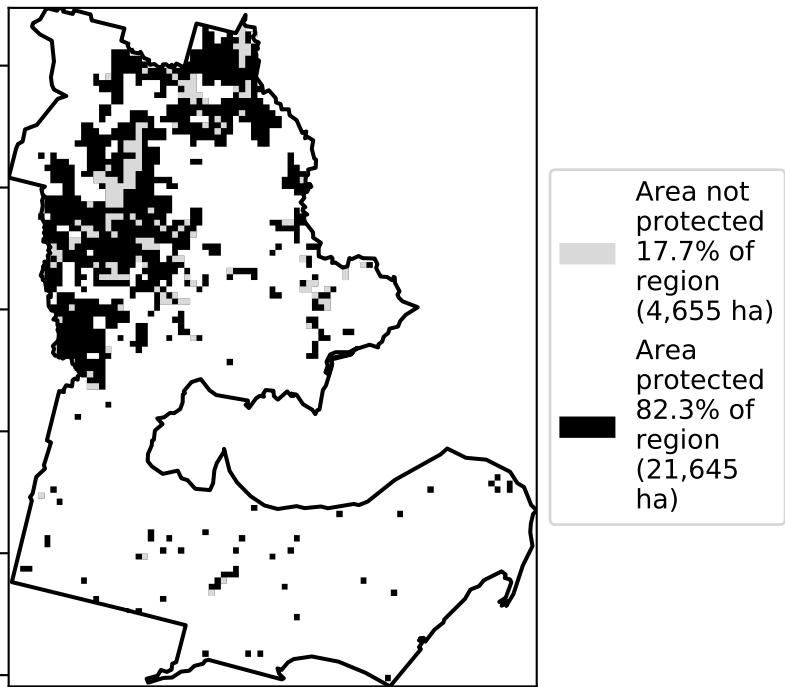 Area not
protected
17.7% of
region
(4,655 ha)
Area
protected
82.3% of
region
(21,645
ha)